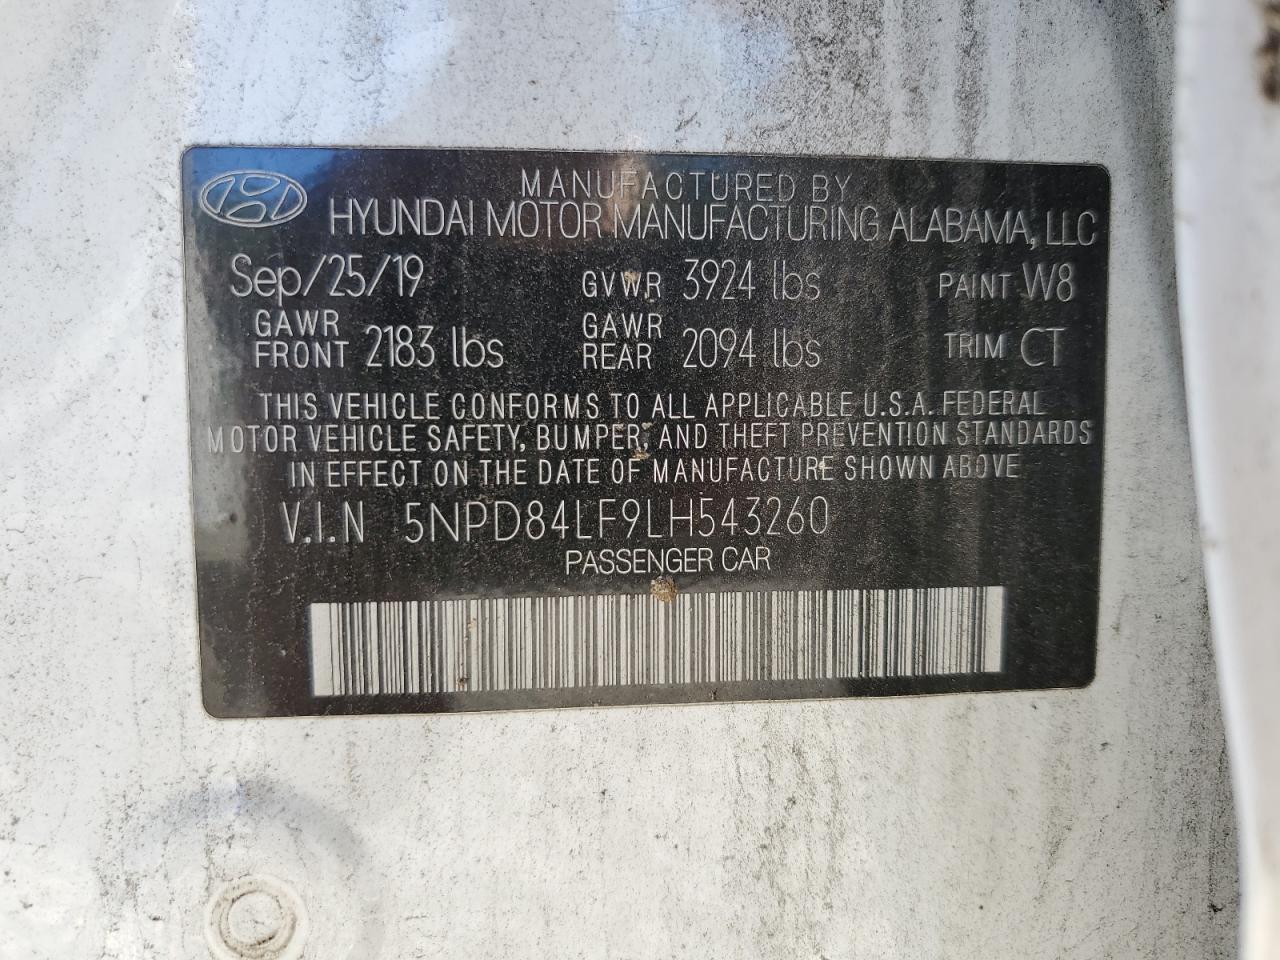 MANUFACTURED BY
HYUNDAI MOTOR MANUFACTURING ALABAMA, LLC
Sep/25/19 GVWR 3924 lbs PAINT W8
GAWR FRONT 2183 lbs GAWR REAR 2094 lbs TRIM CT
THIS VEHICLE CONFORMS TO ALL APPLICABLE U.S.A. FEDERAL
MOTOR VEHICLE SAFETY, BUMPER, AND THEFT PREVENTION STANDARDS
IN EFFECT ON THE DATE OF MANUFACTURE SHOWN ABOVE
V.I.N 5NPD84LF9LH543260
PASSENGER CAR